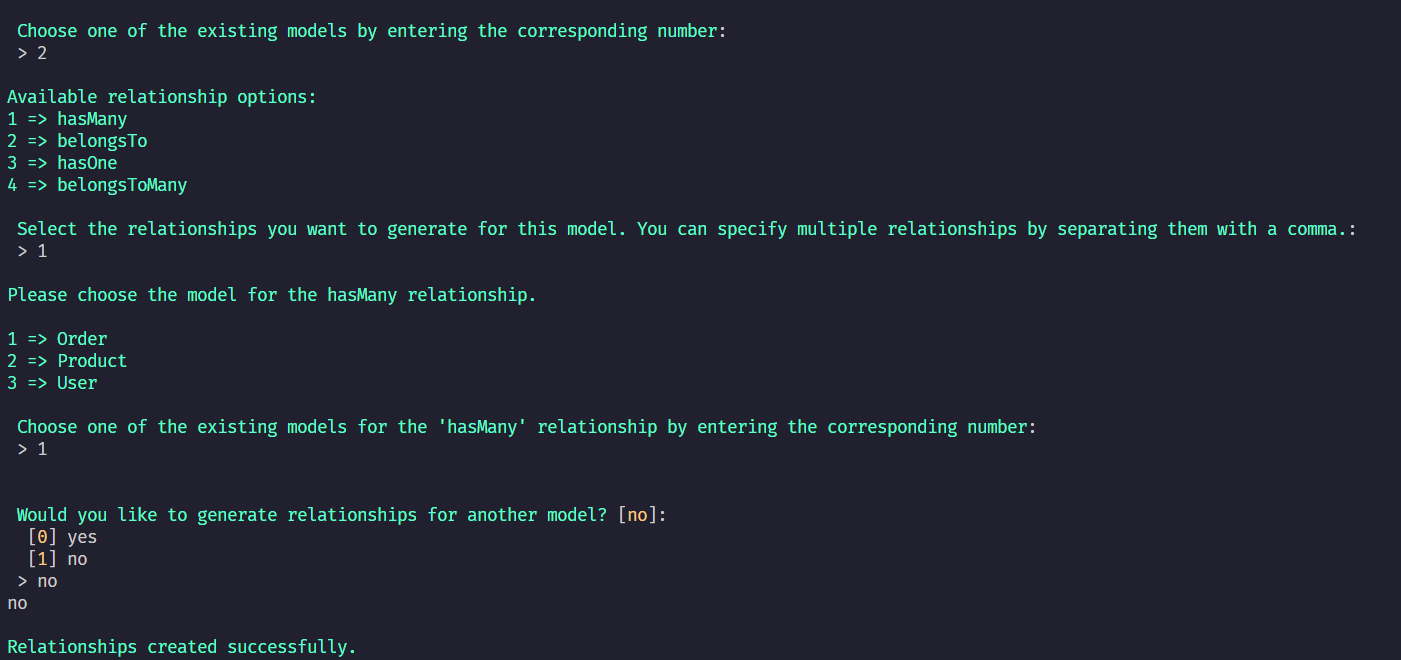 Choose one of the existing models by entering the corresponding number:
> 2
Available relationship options:
1 => hasMany
2 => belongsTo
3 => hasOne
4 => belongsToMany
Select the relationships you want to generate for this model. You can specify multiple relationships by separating them with a comma.:
> 1
Please choose the model for the hasMany relationship.
1 => Order
2 => Product
3 => User
Choose one of the existing models for the 'hasMany' relationship by entering the corresponding number:
> 1
Would you like to generate relationships for another model? [no]:
[0] yes
[1] no
> no
no
Relationships created successfully.